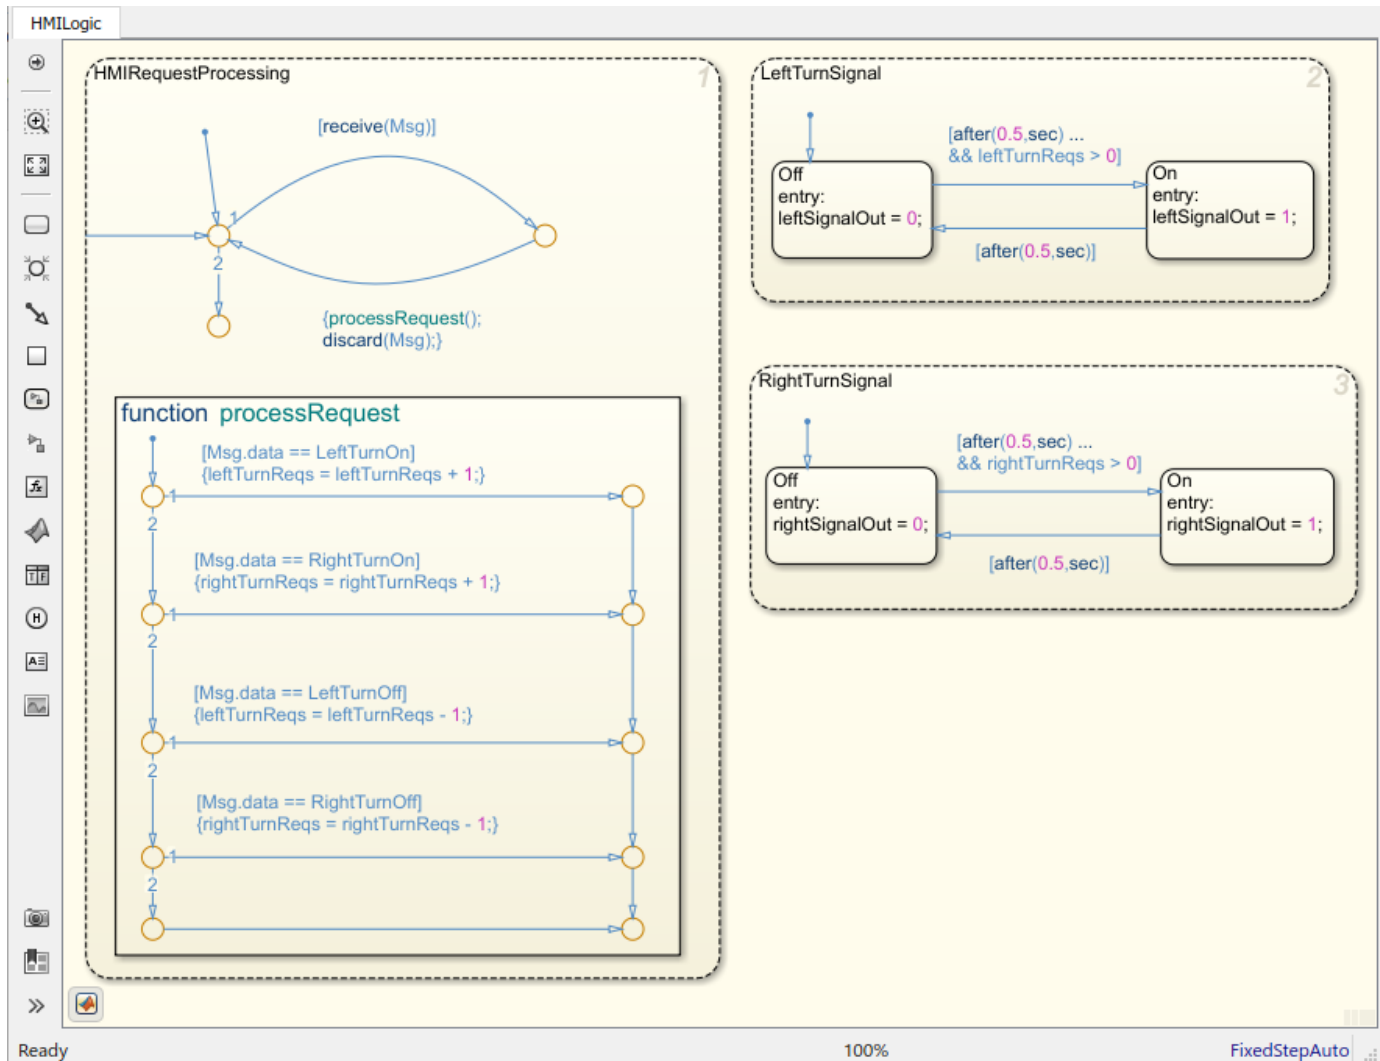 HMILogic
HMIRequestProcessing
1
[receive(Msg)]
1
2
{processRequest();
discard(Msg);}
function processRequest
[Msg.data == LeftTurnOn]
{leftTurnReqs = leftTurnReqs + 1;}
1
2
[Msg.data == RightTurnOn]
{rightTurnReqs = rightTurnReqs + 1;}
1
2
[Msg.data == LeftTurnOff]
{leftTurnReqs = leftTurnReqs - 1;}
1
2
[Msg.data == RightTurnOff]
{rightTurnReqs = rightTurnReqs - 1;}
1
2
LeftTurnSignal
2
[after(0.5,sec) ...
&& leftTurnReqs > 0]
Off
entry:
leftSignalOut = 0;
On
entry:
leftSignalOut = 1;
[after(0.5,sec)]
RightTurnSignal
3
[after(0.5,sec) ...
&& rightTurnReqs > 0]
Off
entry:
rightSignalOut = 0;
On
entry:
rightSignalOut = 1;
[after(0.5,sec)]
Ready
100%
FixedStepAuto